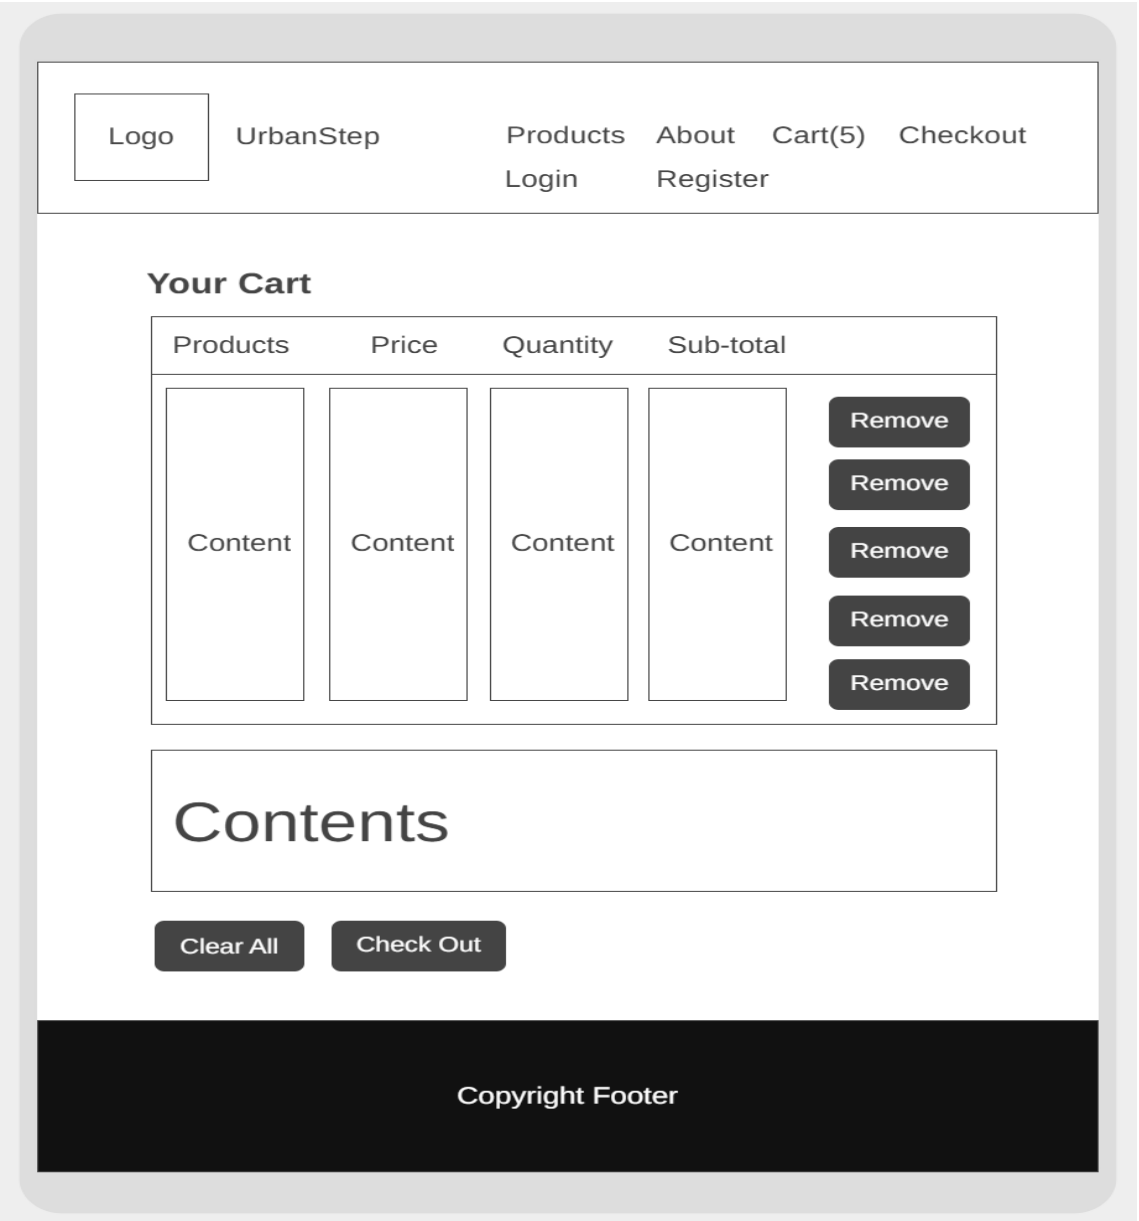 Logo
UrbanStep
Products About Cart(5) Checkout
Login Register
Your Cart
Products Price Quantity Sub-total
Content Content Content Content
Remove
Remove
Remove
Remove
Remove
Contents
Clear All Check Out
Copyright Footer